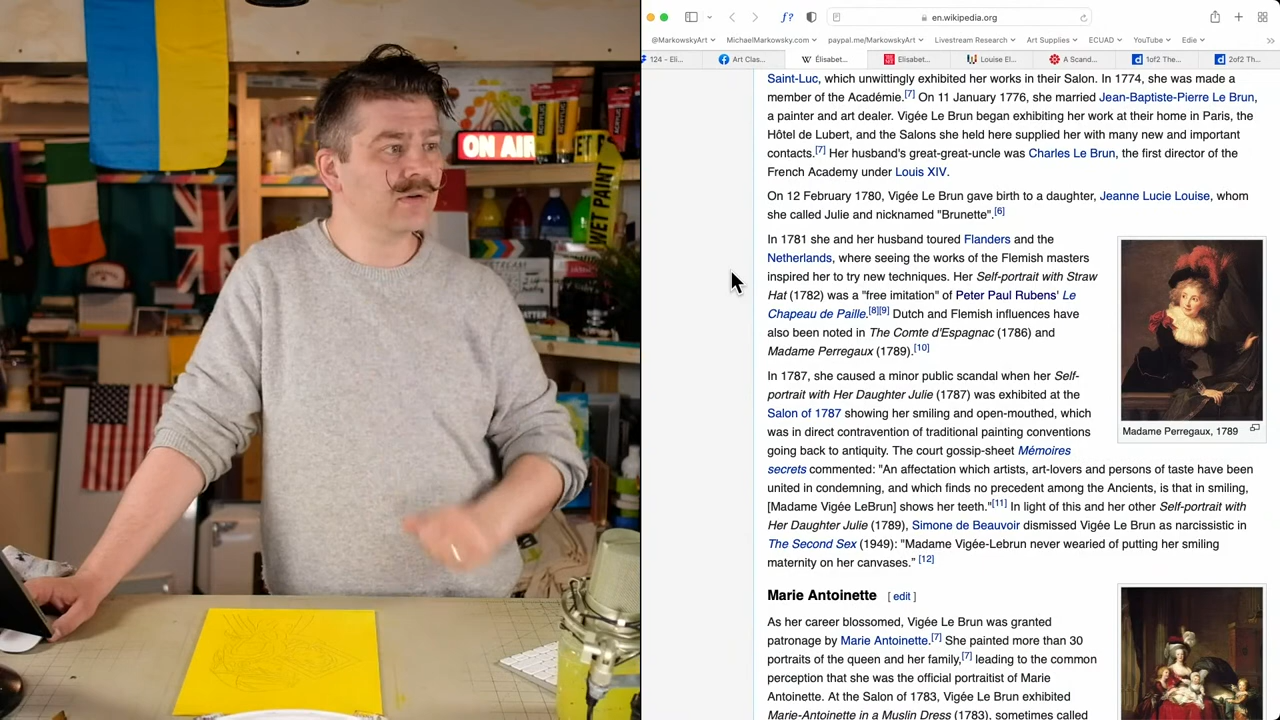 ON AIR
WET PAINT
en.wikipedia.org
@MarkowskyArt
MichaelMarkowsky.com
paypal.me/MarkowskyArt
Livestream Research
Art Supplies
ECUAD
YouTube
Edie
124 - Eli...
Art Clas...
Élisabet...
Elisabet...
Louise El...
A Scand...
1of2 The...
2of2 Th...
Saint-Luc, which unwittingly exhibited her works in their Salon. In 1774, she was made a
member of the Académie.[7] On 11 January 1776, she married Jean-Baptiste-Pierre Le Brun,
a painter and art dealer. Vigée Le Brun began exhibiting her work at their home in Paris, the
Hôtel de Lubert, and the Salons she held here supplied her with many new and important
contacts.[7] Her husband's great-great-uncle was Charles Le Brun, the first director of the
French Academy under Louis XIV.
On 12 February 1780, Vigée Le Brun gave birth to a daughter, Jeanne Lucie Louise, whom
she called Julie and nicknamed "Brunette".[6]
In 1781 she and her husband toured Flanders and the
Netherlands, where seeing the works of the Flemish masters
inspired her to try new techniques. Her Self-portrait with Straw
Hat (1782) was a "free imitation" of Peter Paul Rubens' Le
Chapeau de Paille.[8][9] Dutch and Flemish influences have
also been noted in The Comte d'Espagnac (1786) and
Madame Perregaux (1789).[10]
Madame Perregaux, 1789
In 1787, she caused a minor public scandal when her Self-
portrait with Her Daughter Julie (1787) was exhibited at the
Salon of 1787 showing her smiling and open-mouthed, which
was in direct contravention of traditional painting conventions
going back to antiquity. The court gossip-sheet Mémoires
secrets commented: "An affectation which artists, art-lovers and persons of taste have been
united in condemning, and which finds no precedent among the Ancients, is that in smiling,
[Madame Vigée LeBrun] shows her teeth."[11] In light of this and her other Self-portrait with
Her Daughter Julie (1789), Simone de Beauvoir dismissed Vigée Le Brun as narcissistic in
The Second Sex (1949): "Madame Vigée-Lebrun never wearied of putting her smiling
maternity on her canvases." [12]
Marie Antoinette [ edit ]
As her career blossomed, Vigée Le Brun was granted
patronage by Marie Antoinette.[7] She painted more than 30
portraits of the queen and her family,[7] leading to the common
perception that she was the official portraitist of Marie
Antoinette. At the Salon of 1783, Vigée Le Brun exhibited
Marie-Antoinette in a Muslin Dress (1783), sometimes called